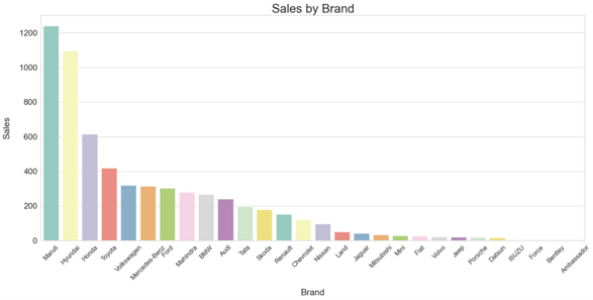 Sales by Brand
1200
1000
800
600
400
200
0
Sales
Maruti
Hyundai
Honda
Toyota
Volkswagen
Mercedes-Benz
Ford
Mahindra
BMW
Audi
Tata
Skoda
Renault
Chevrolet
Nissan
Land
Jaguar
Mitsubishi
Mini
Fiat
Volvo
Jeep
Porsche
Datsun
ISUZU
Force
Bentley
Ambassador
Brand